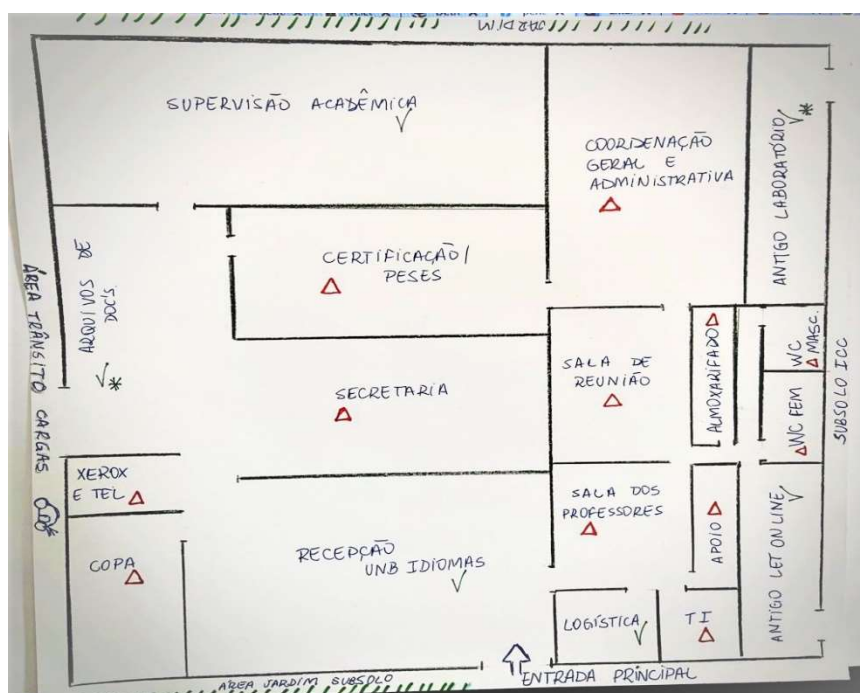 JARDIM
SUPERVISÃO ACADÊMICA
COORDENAÇÃO
GERAL E
ADMINISTRATIVA
ANTIGO LABORATÓRIO
*
ÁREA TRÂNSITO CARGAS
ARQUIVOS DE
DOC'S
*
CERTIFICAÇÃO/
PESES
SECRETARIA
SALA DE
REUNIÃO
ALMOXARIFADO
WC
MASC.
WC FEM
SUBSOLO ICC
XEROX
E TEL
SALA DOS
PROFESSORES
APOIO
ANTIGO LET ONLINE
COPA
RECEPÇÃO
UNB IDIOMAS
LOGÍSTICA
TI
ÁREA JARDIM SUBSOLO
ENTRADA PRINCIPAL